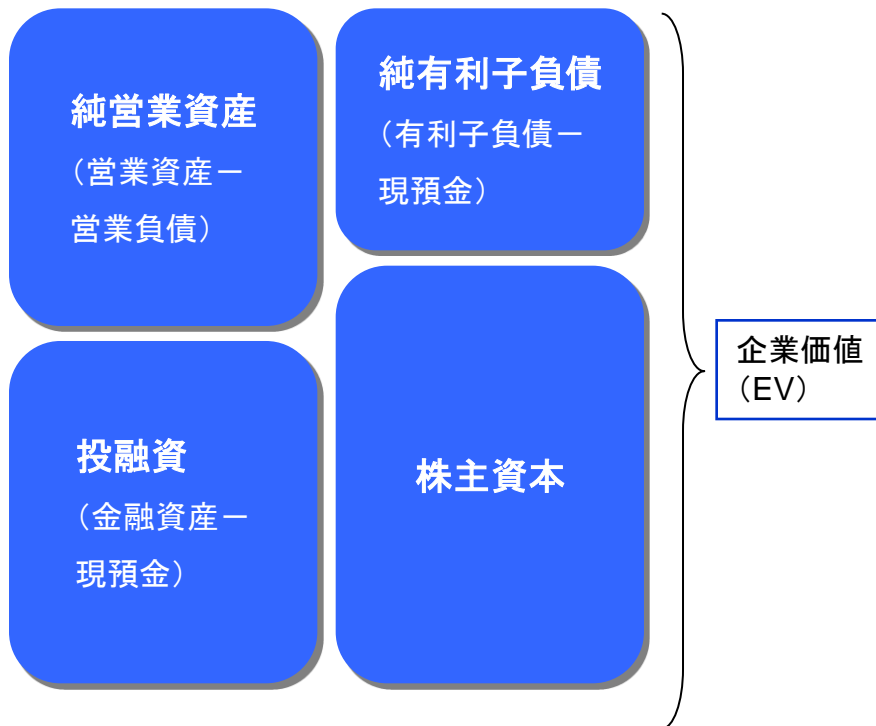 純営業資産
（営業資産－
営業負債）
純有利子負債
（有利子負債－
現預金）
投融資
（金融資産－
現預金）
株主資本
企業価値
（EV）